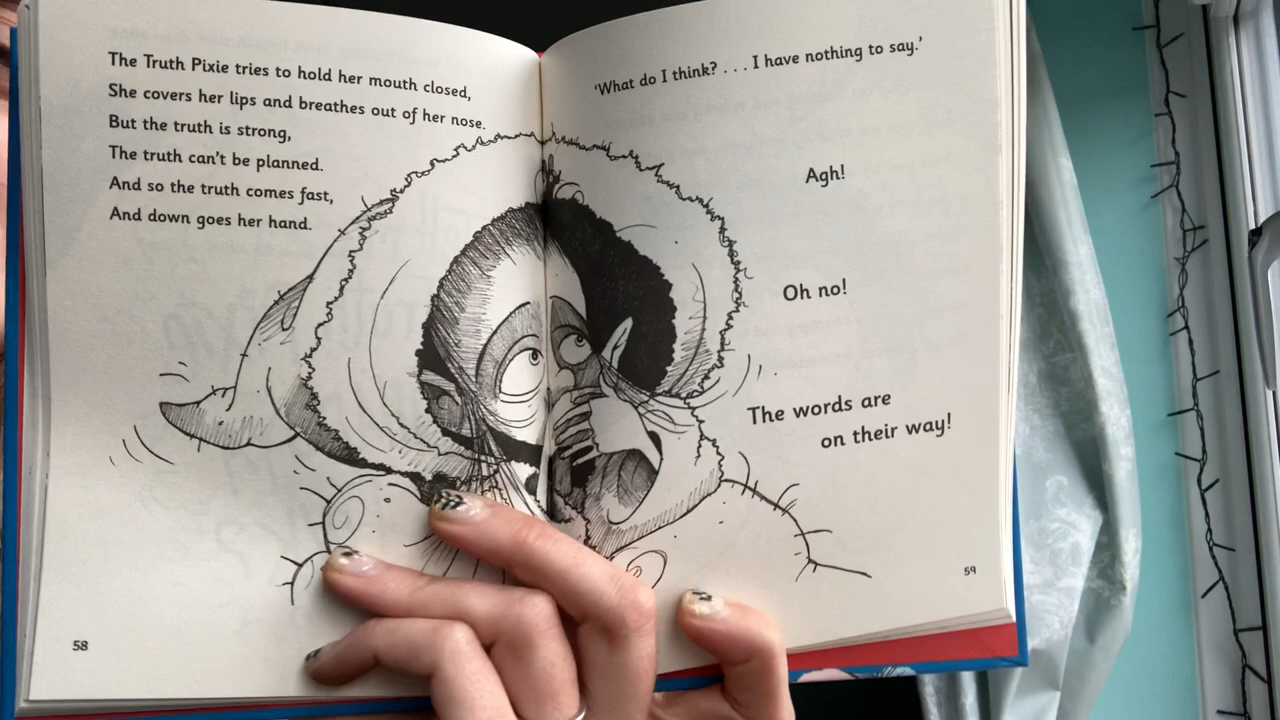 The Truth Pixie tries to hold her mouth closed,
She covers her lips and breathes out of her nose.
But the truth is strong,
The truth can’t be planned.
And so the truth comes fast,
And down goes her hand.
58
‘What do I think? . . . I have nothing to say.’
Agh!
Oh no!
The words are
on their way!
59